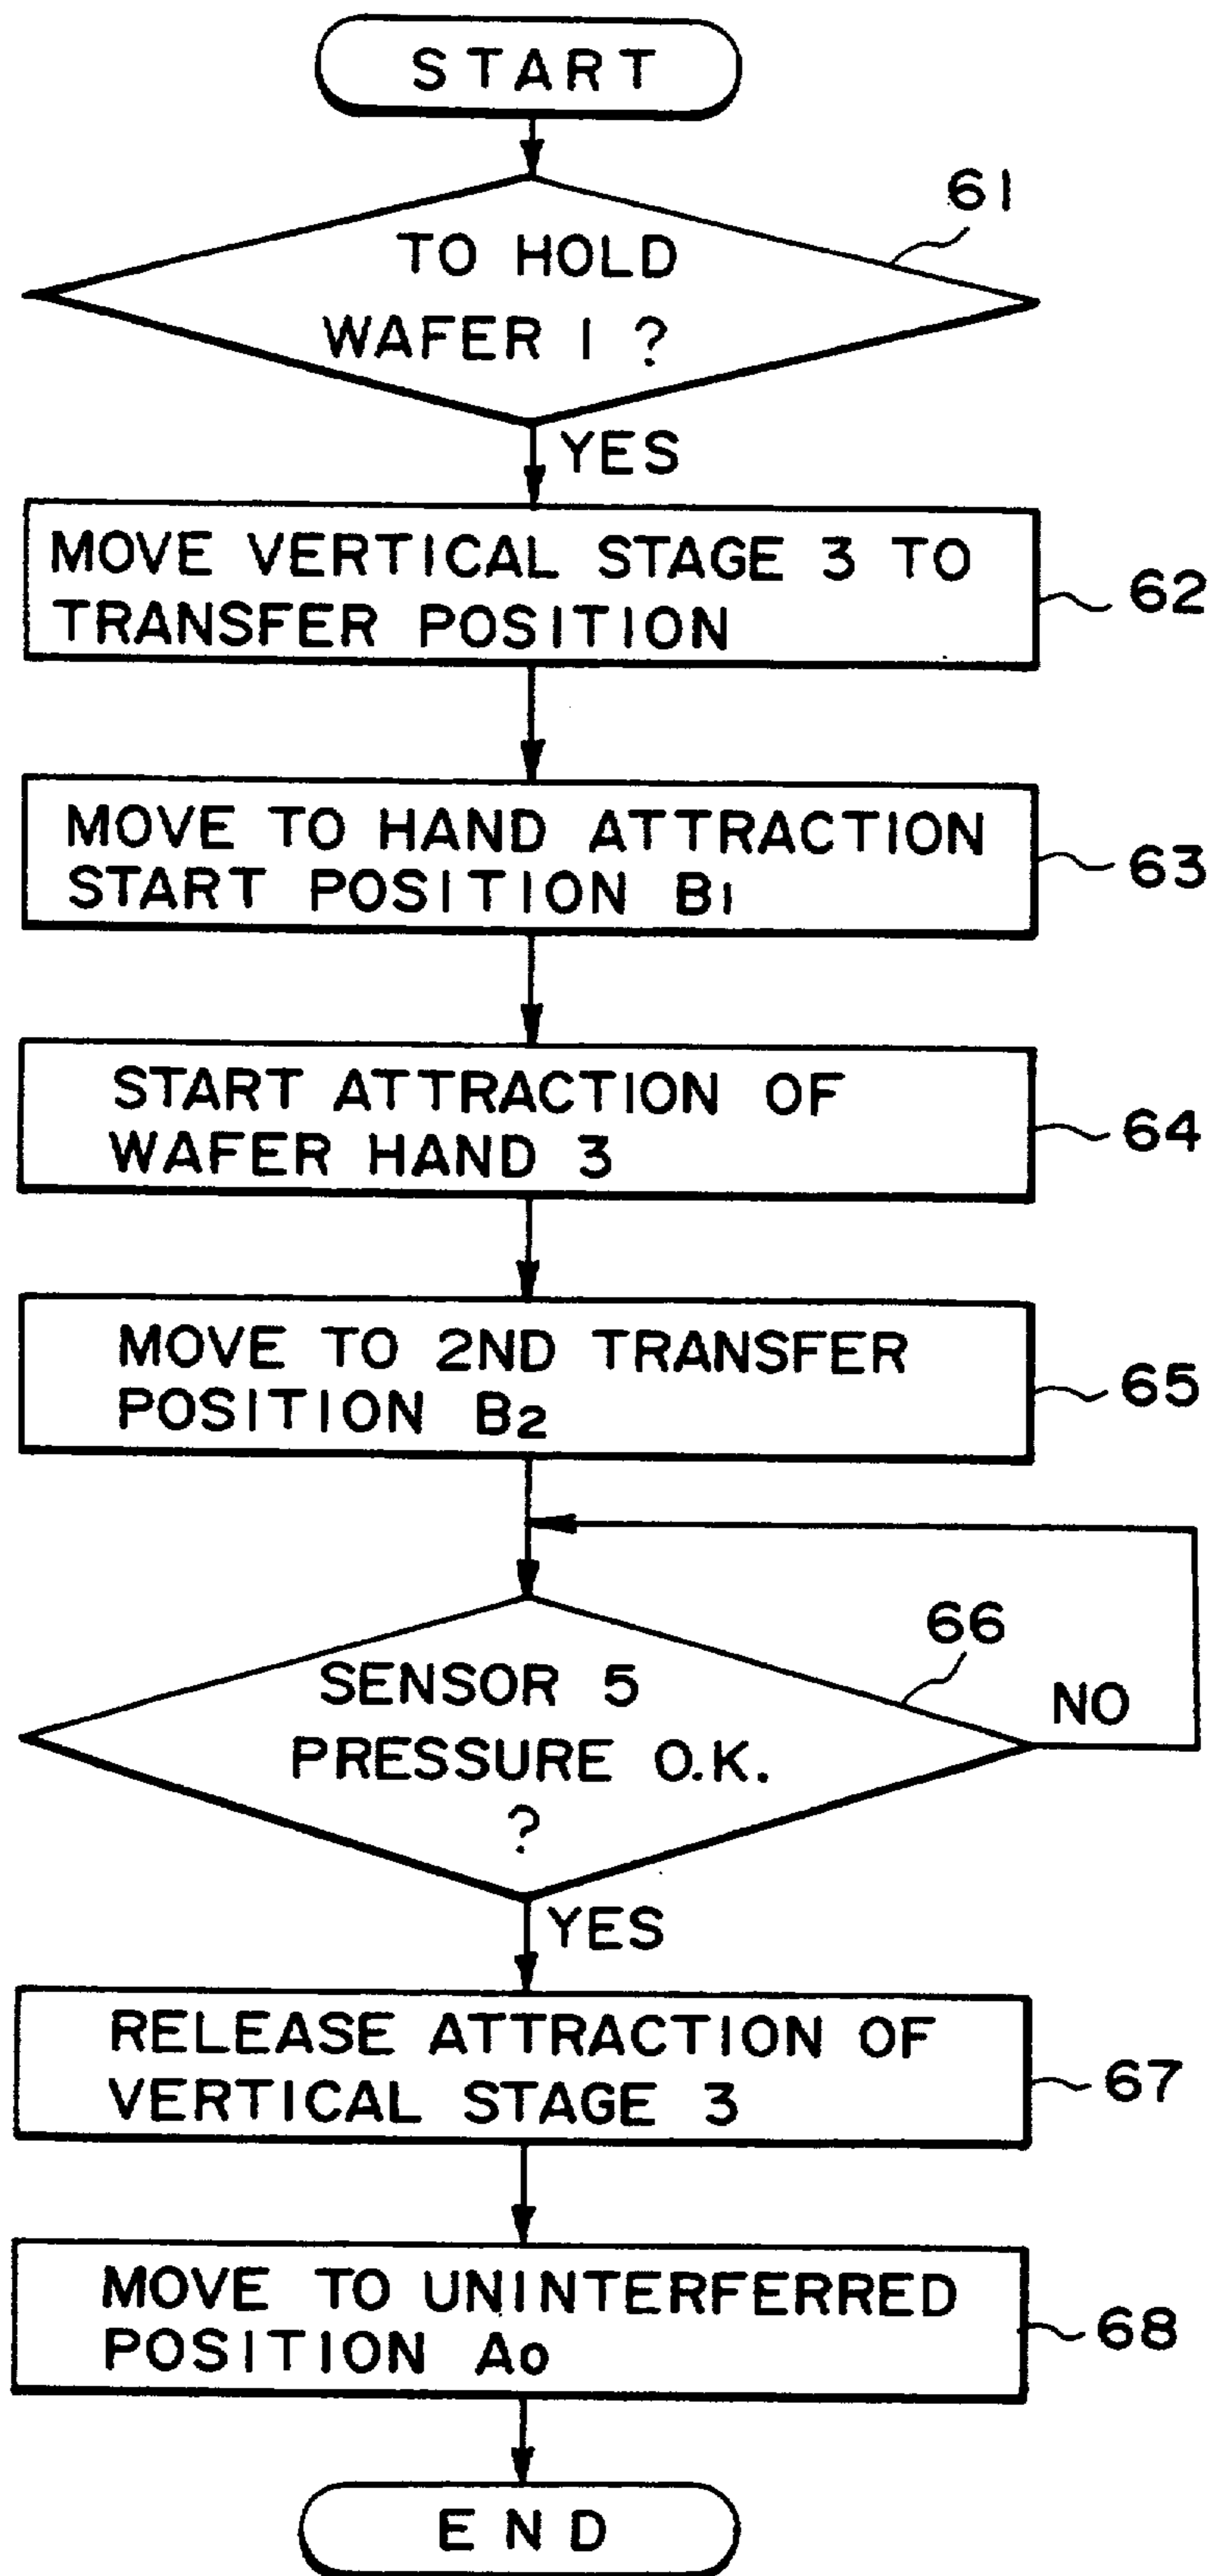 START
61
TO HOLD
WAFER 1 ?
YES
MOVE VERTICAL STAGE 3 TO
TRANSFER POSITION
62
MOVE TO HAND ATTRACTION
START POSITION B1
63
START ATTRACTION OF
WAFER HAND 3
64
MOVE TO 2ND TRANSFER
POSITION B2
65
66
SENSOR 5
PRESSURE O.K.
?
NO
YES
RELEASE ATTRACTION OF
VERTICAL STAGE 3
67
MOVE TO UNINTERFERRED
POSITION A0
68
END